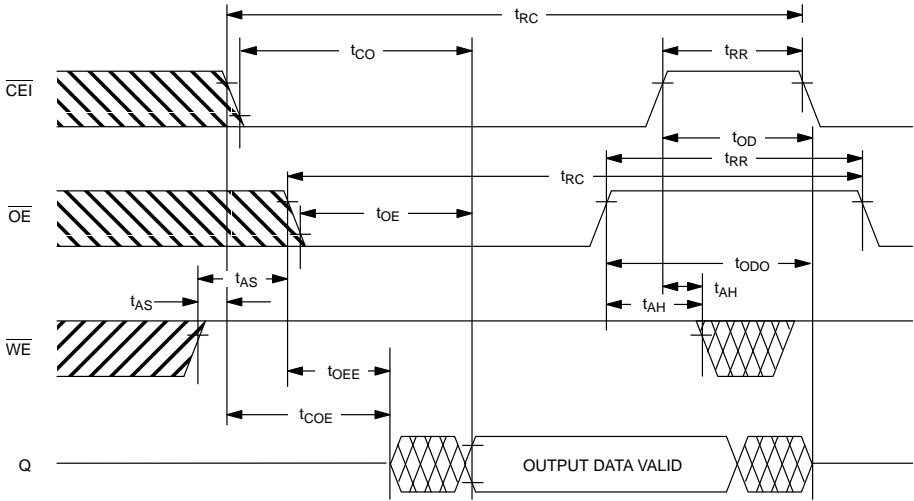 tRC
tCO
tRR
CEI
tOD
tRR
tRC
OE
tOE
tODO
tAS
tAS
tAH
tAH
WE
tOEE
tCOE
Q
OUTPUT DATA VALID